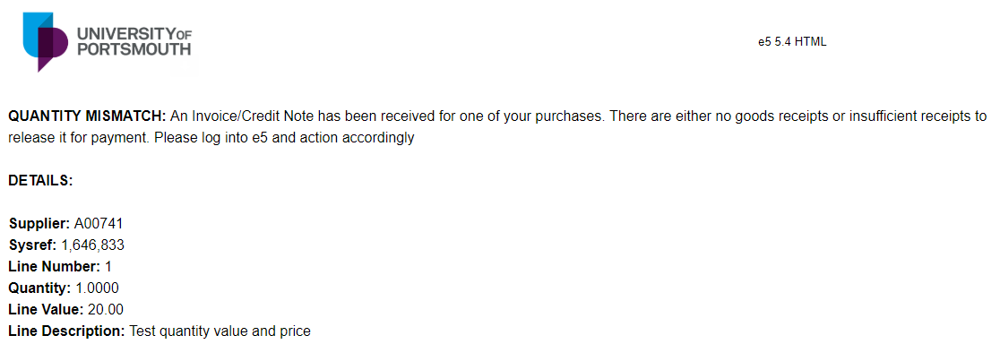 UNIVERSITY OF
PORTSMOUTH
e5 5.4 HTML
QUANTITY MISMATCH: An Invoice/Credit Note has been received for one of your purchases. There are either no goods receipts or insufficient receipts to
release it for payment. Please log into e5 and action accordingly
DETAILS:
Supplier: A00741
Sysref: 1,646,833
Line Number: 1
Quantity: 1.0000
Line Value: 20.00
Line Description: Test quantity value and price